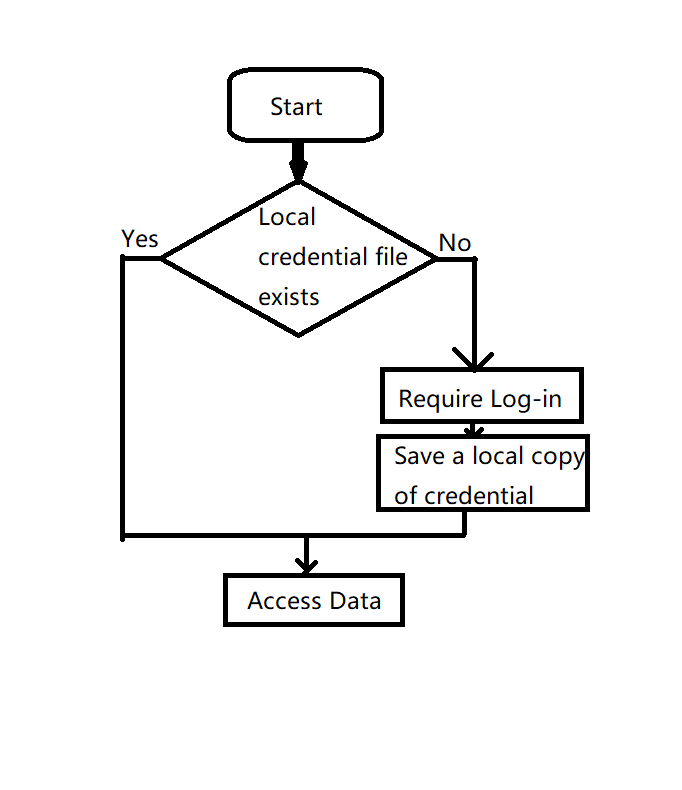 Start
Local
credential file
exists
Yes
No
Require Log-in
Save a local copy
of credential
Access Data